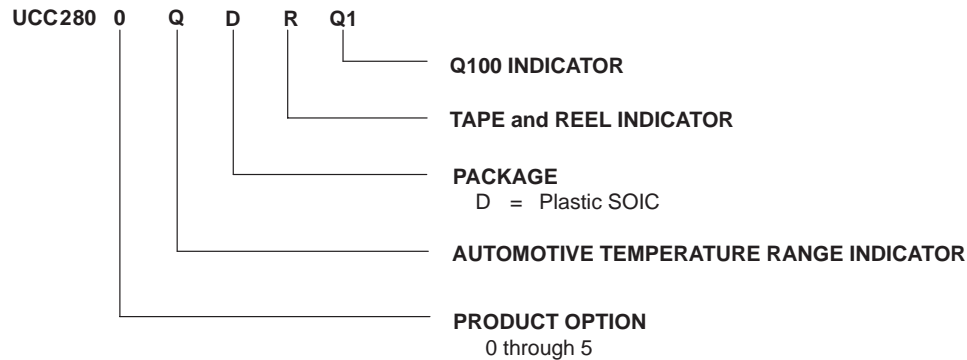 UCC280 0 Q D R Q1
Q100 INDICATOR
TAPE and REEL INDICATOR
PACKAGE
D = Plastic SOIC
AUTOMOTIVE TEMPERATURE RANGE INDICATOR
PRODUCT OPTION
0 through 5